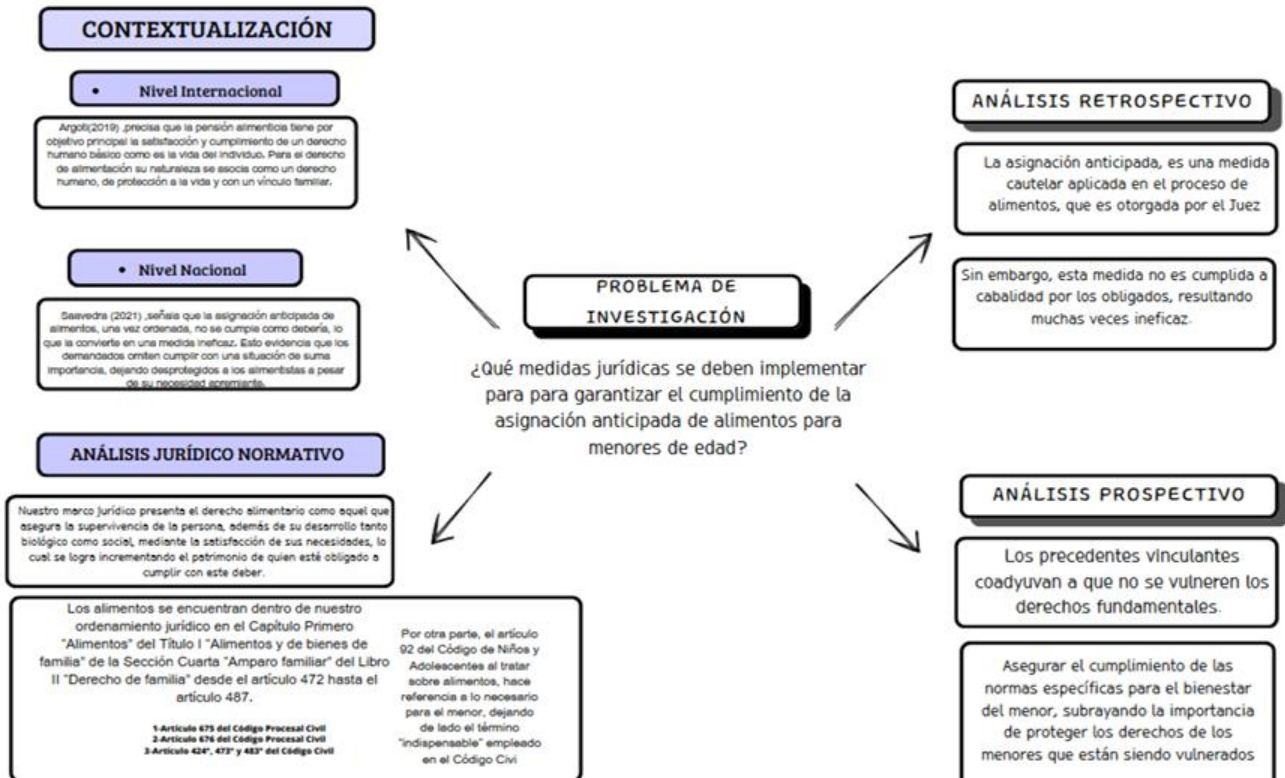 CONTEXTUALIZACIÓN
• Nivel Internacional
Argoti(2019) ,precisa que la pensión alimenticia tiene por
objetivo principal la satisfacción y cumplimiento de un derecho
humano básico como es la vida del individuo. Para el derecho
de alimentación su naturaleza se asocia como un derecho
humano, de protección a la vida y con un vínculo familiar.
• Nivel Nacional
Saavedra (2021) ,señala que la asignación anticipada de
alimentos, una vez ordenada, no se cumple como debería, lo
que la convierte en una medida ineficaz. Esto evidencia que los
demandados omiten cumplir con una situación de suma
importancia, dejando desprotegidos a los alimentistas a pesar
de su necesidad apremiante.
ANÁLISIS JURÍDICO NORMATIVO
Nuestro marco jurídico presenta el derecho alimentario como aquel que
asegura la supervivencia de la persona, además de su desarrollo tanto
biológico como social, mediante la satisfacción de sus necesidades, lo
cual se logra incrementando el patrimonio de quien esté obligado a
cumplir con este deber.
Los alimentos se encuentran dentro de nuestro
ordenamiento jurídico en el Capítulo Primero
"Alimentos" del Título I "Alimentos y de bienes de
familia" de la Sección Cuarta "Amparo familiar" del Libro
II "Derecho de familia" desde el artículo 472 hasta el
artículo 487.
1-Artículo 675 del Código Procesal Civil
2-Artículo 676 del Código Procesal Civil
3-Artículo 424°, 473° y 483° del Código Civil
Por otra parte, el artículo
92 del Código de Niños y
Adolescentes al tratar
sobre alimentos, hace
referencia a lo necesario
para el menor, dejando
de lado el término
"indispensable" empleado
en el Código Civi
PROBLEMA DE
INVESTIGACIÓN
¿Qué medidas jurídicas se deben implementar
para para garantizar el cumplimiento de la
asignación anticipada de alimentos para
menores de edad?
ANÁLISIS RETROSPECTIVO
La asignación anticipada, es una medida
cautelar aplicada en el proceso de
alimentos, que es otorgada por el Juez
Sin embargo, esta medida no es cumplida a
cabalidad por los obligados, resultando
muchas veces ineficaz.
ANÁLISIS PROSPECTIVO
Los precedentes vinculantes
coadyuvan a que no se vulneren los
derechos fundamentales.
Asegurar el cumplimiento de las
normas específicas para el bienestar
del menor, subrayando la importancia
de proteger los derechos de los
menores que están siendo vulnerados